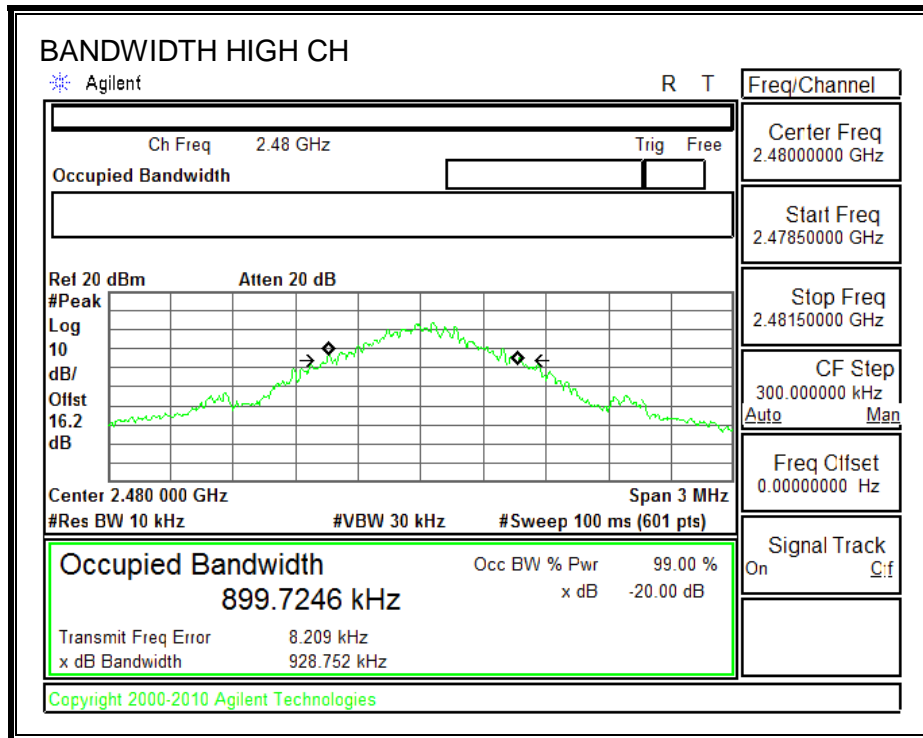 BANDWIDTH HIGH CH
Agilent R T
Freq/Channel
Ch Freq 2.48 GHz Trig Free
Occupied Bandwidth
Center Freq
2.48000000 GHz
Start Freq
2.47850000 GHz
Stop Freq
2.48150000 GHz
CF Step
300.000000 kHz
Auto Man
Freq Offset
0.00000000 Hz
Signal Track
On Off
Ref 20 dBm Atten 20 dB
#Peak
Log
10
dB/
Offst
16.2
dB
Center 2.480 000 GHz Span 3 MHz
#Res BW 10 kHz #VBW 30 kHz #Sweep 100 ms (601 pts)
Occupied Bandwidth
899.7246 kHz
Occ BW % Pwr 99.00 %
x dB -20.00 dB
Transmit Freq Error 8.209 kHz
x dB Bandwidth 928.752 kHz
Copyright 2000-2010 Agilent Technologies